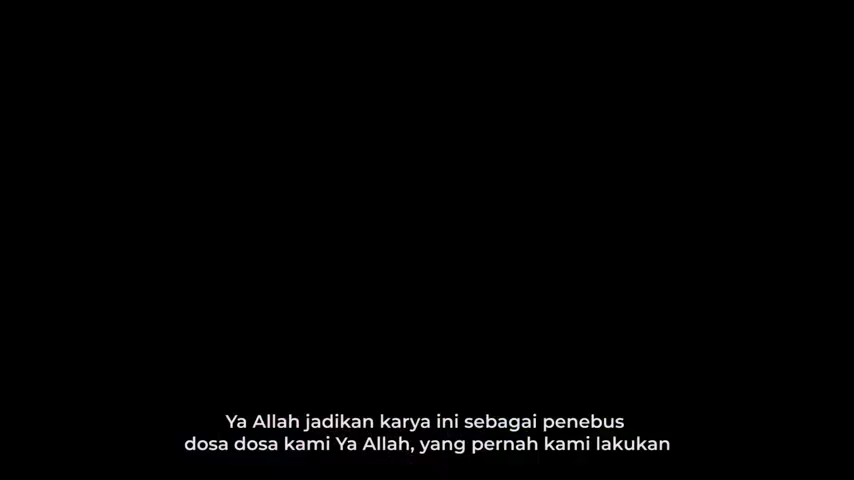 Ya Allah jadikan karya ini sebagai penebus
dosa dosa kami Ya Allah, yang pernah kami lakukan